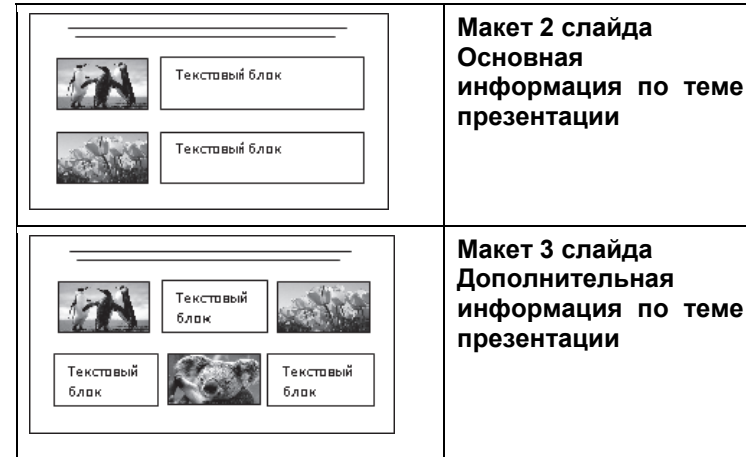 Текстовый блок
Текстовый блок
Макет 2 слайда
Основная
информация по теме
презентации
Текстовый
блок
Текстовый
блок
Текстовый
блок
Макет 3 слайда
Дополнительная
информация по теме
презентации